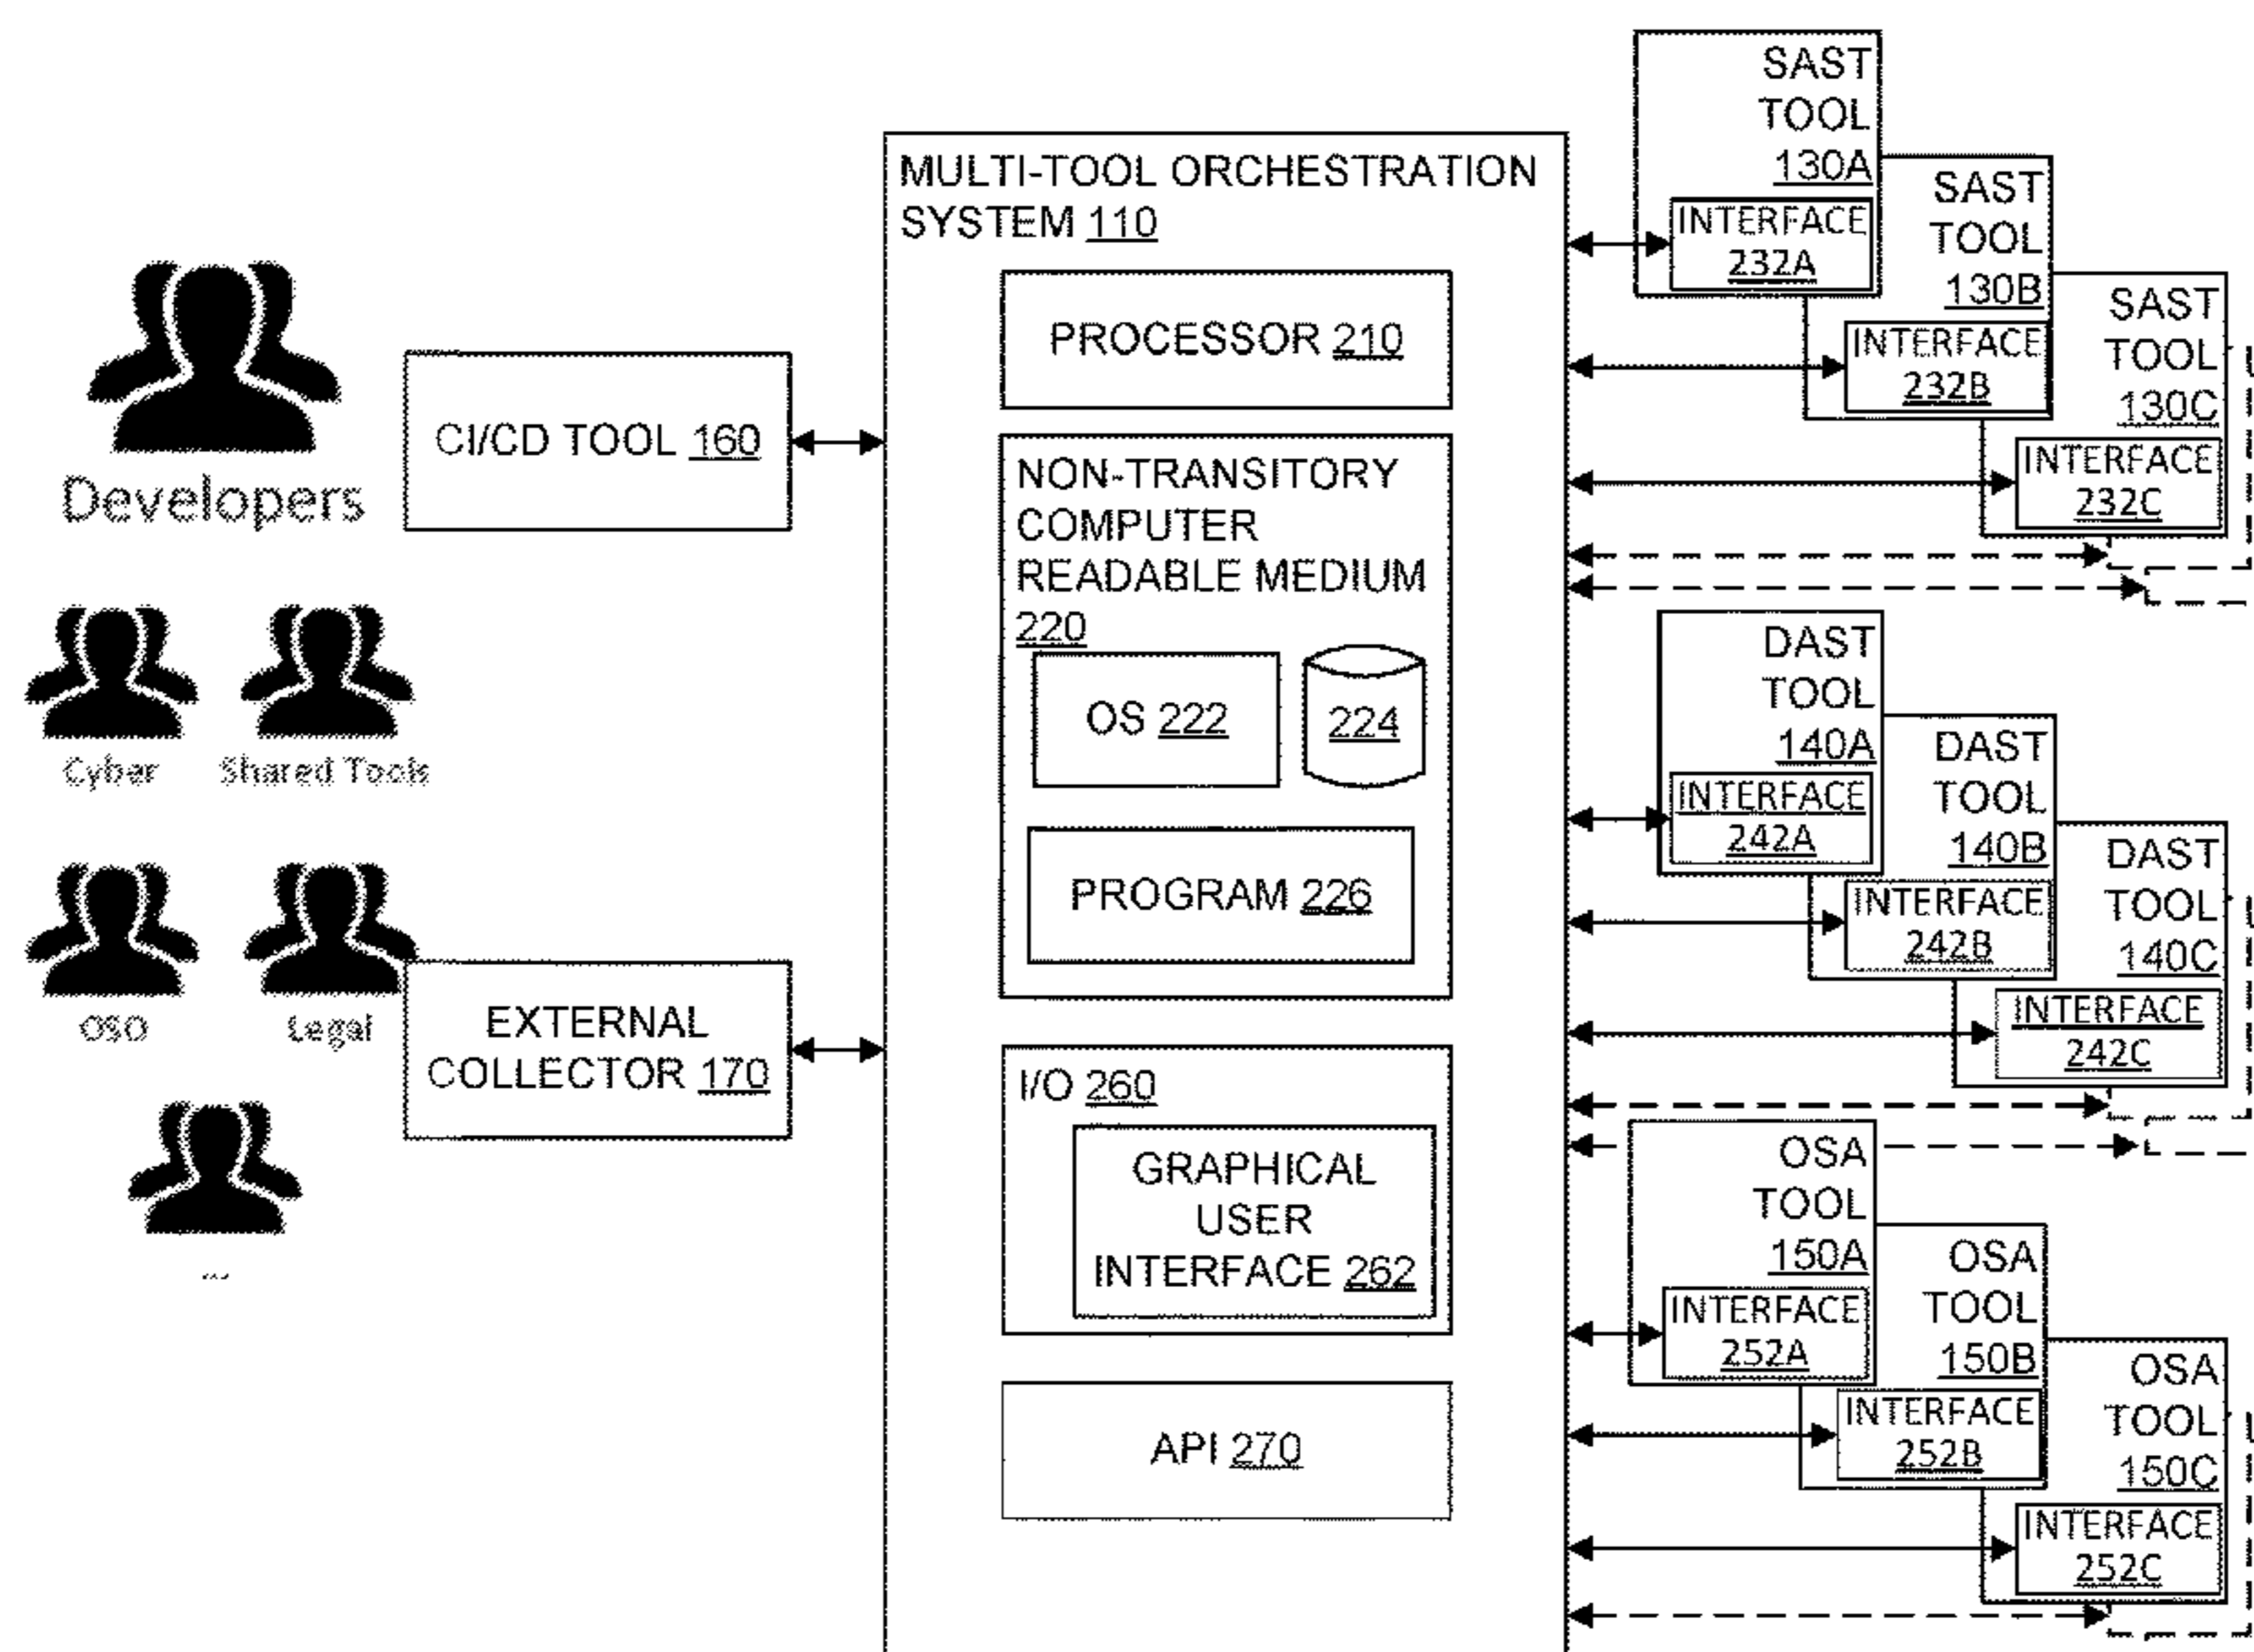 Developers
Cyber
Shared Tools
OSO
Legal
...
CI/CD TOOL 160
EXTERNAL
COLLECTOR 170
MULTI-TOOL ORCHESTRATION
SYSTEM 110
PROCESSOR 210
NON-TRANSITORY
COMPUTER
READABLE MEDIUM
220
OS 222
224
PROGRAM 226
I/O 260
GRAPHICAL
USER
INTERFACE 262
API 270
SAST
TOOL
130A
INTERFACE
232A
SAST
TOOL
130B
INTERFACE
232B
SAST
TOOL
130C
INTERFACE
232C
DAST
TOOL
140A
INTERFACE
242A
DAST
TOOL
140B
INTERFACE
242B
DAST
TOOL
140C
INTERFACE
242C
OSA
TOOL
150A
INTERFACE
252A
OSA
TOOL
150B
INTERFACE
252B
OSA
TOOL
150C
INTERFACE
252C